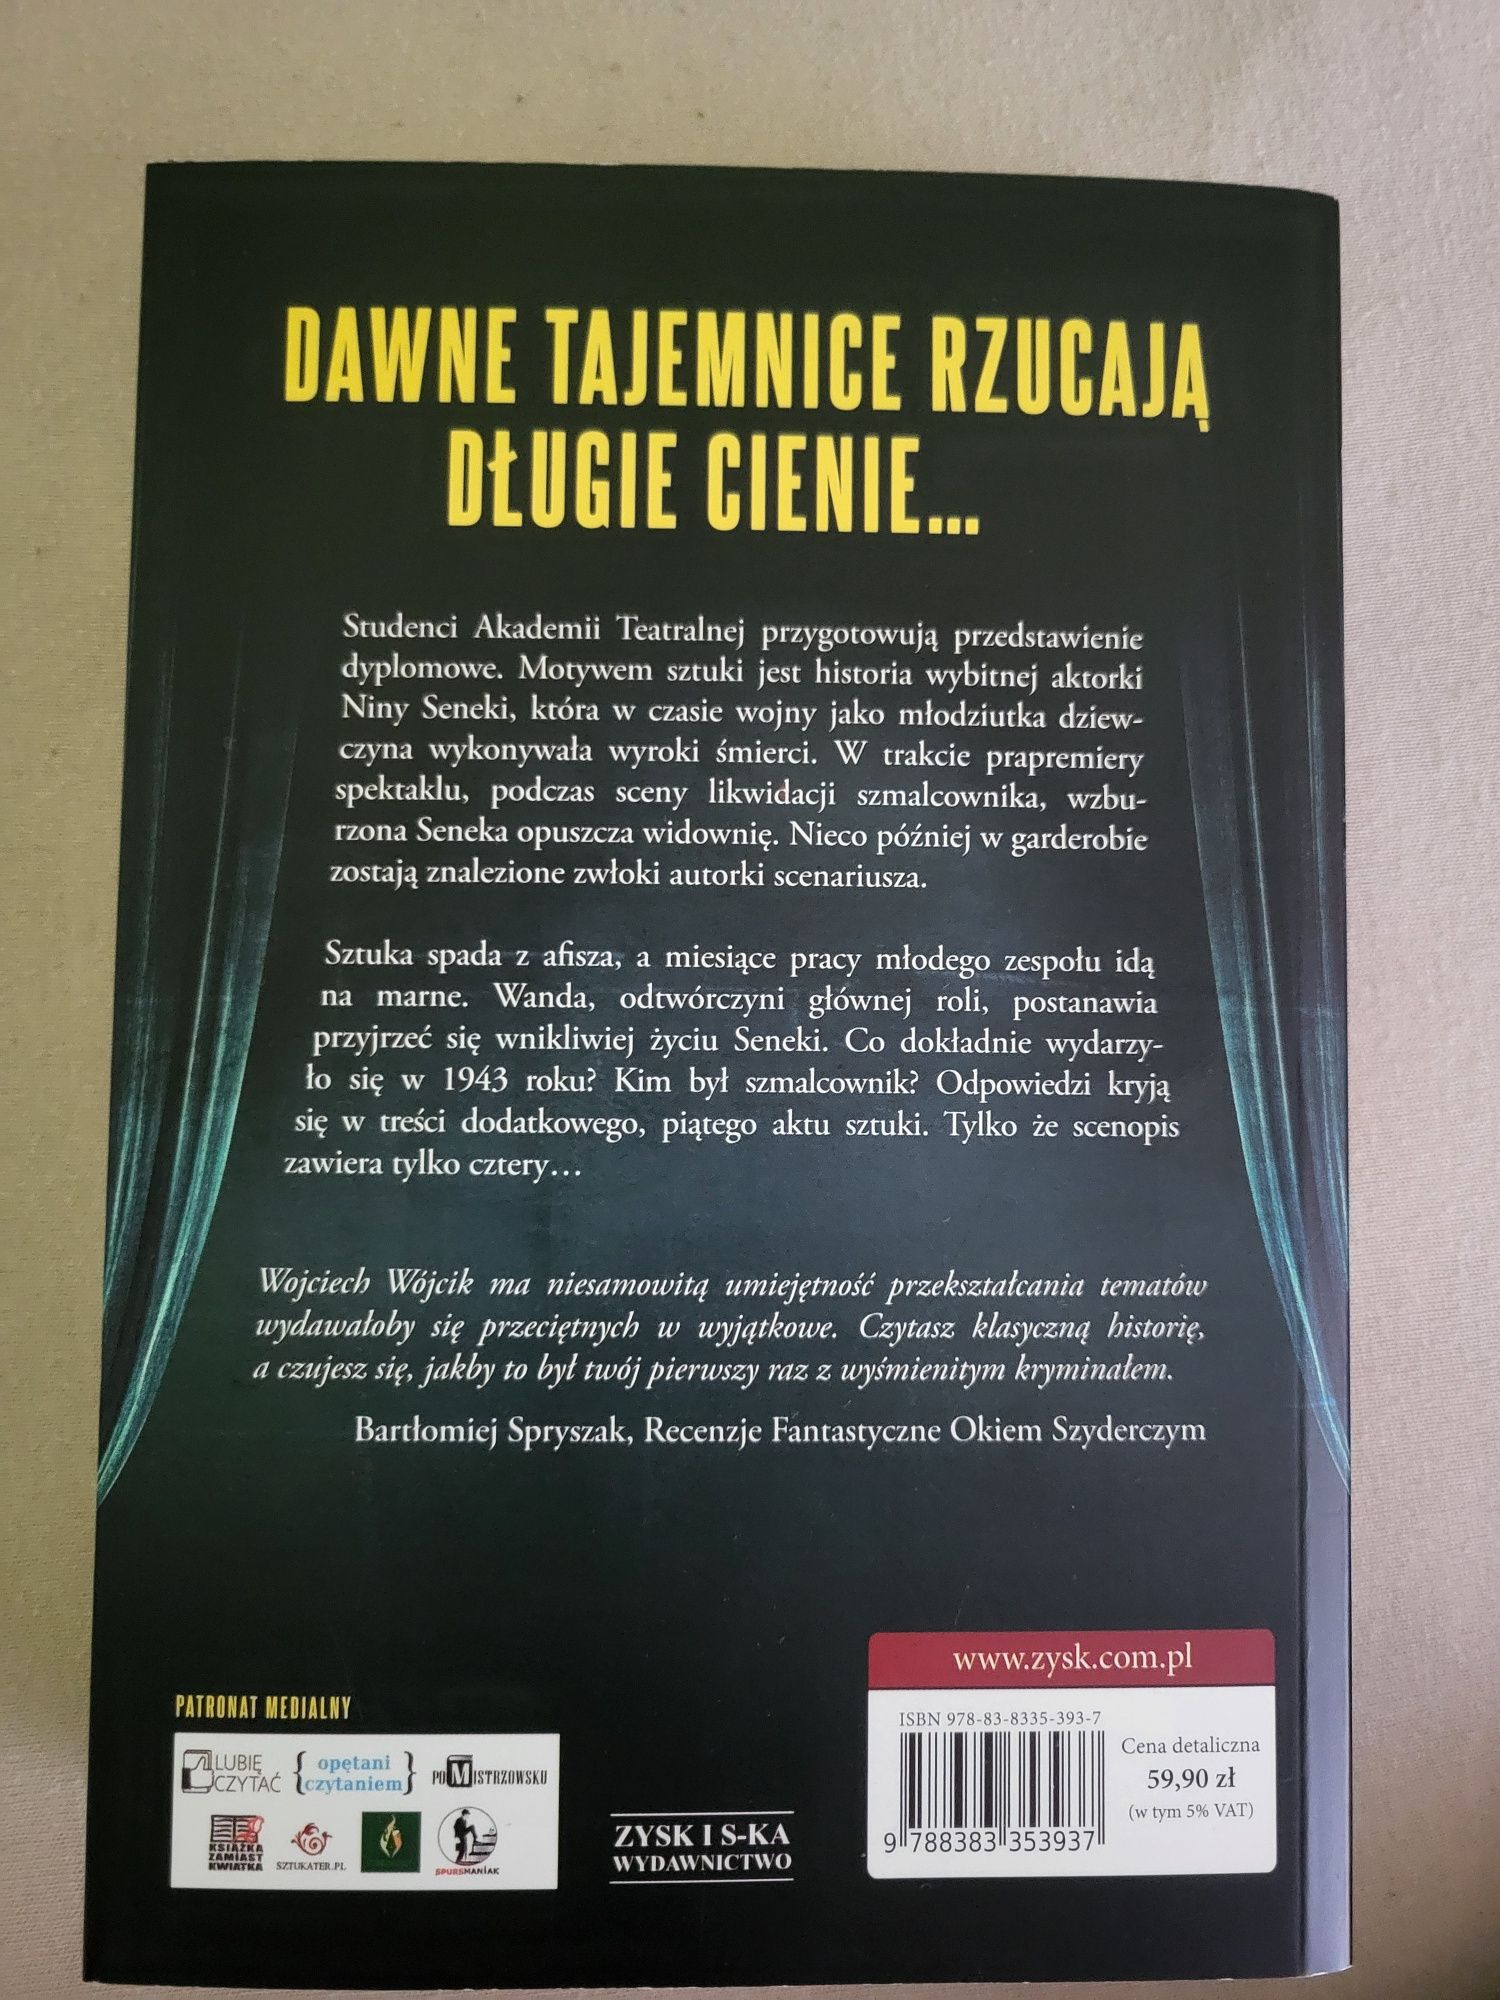 DAWNE TAJEMNICE RZUCAJĄ
DŁUGIE CIENIE...
Studenci Akademii Teatralnej przygotowują przedstawienie
dyplomowe. Motywem sztuki jest historia wybitnej aktorki
Niny Seneki, która w czasie wojny jako młodziutka dziew-
czyna wykonywała wyroki śmierci. W trakcie prapremiery
spektaklu, podczas sceny likwidacji szmalcownika, wzbu-
rzona Seneka opuszcza widownię. Nieco później w garderobie
zostają znalezione zwłoki autorki scenariusza.
Sztuka spada z afisza, a miesiące pracy młodego zespołu idą
na marne. Wanda, odtwórczyni głównej roli, postanawia
przyjrzeć się wnikliwiej życiu Seneki. Co dokładnie wydarzy-
ło się w 1943 roku? Kim był szmalcownik? Odpowiedzi kryją
się w treści dodatkowego, piątego aktu sztuki. Tylko że scenopis
zawiera tylko cztery...
Wojciech Wójcik ma niesamowitą umiejętność przekształcania tematów
wydawałoby się przeciętnych w wyjątkowe. Czytasz klasyczną historię,
a czujesz się, jakby to był twój pierwszy raz z wyśmienitym kryminałem.
Bartłomiej Spryszak, Recenzje Fantastyczne Okiem Szyderczym
PATRONAT MEDIALNY
LUBIĘ
CZYTAĆ
{opętani
czytaniem}
POMISTRZOWSKU
KSIĄŻKA
ZAMIAST
KWIATKA
SZTUKATER.PL
SPURSMANIAK
ZYSK I S-KA
WYDAWNICTWO
www.zysk.com.pl
ISBN 978-83-8335-393-7
9 788383 353937
Cena detaliczna
59,90 zł
(w tym 5% VAT)